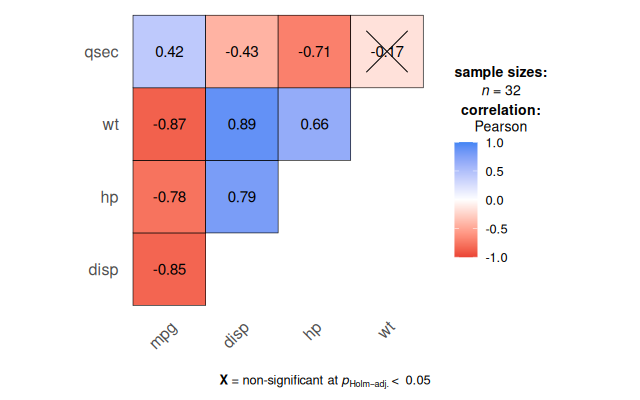 qsec 0.42 -0.43 -0.71 -0.17
wt -0.87 0.89 0.66
hp -0.78 0.79
disp -0.85
mpg disp hp wt
sample sizes:
n = 32
correlation:
Pearson
1.0
0.5
0.0
-0.5
-1.0
X = non-significant at pHolm-adj. < 0.05